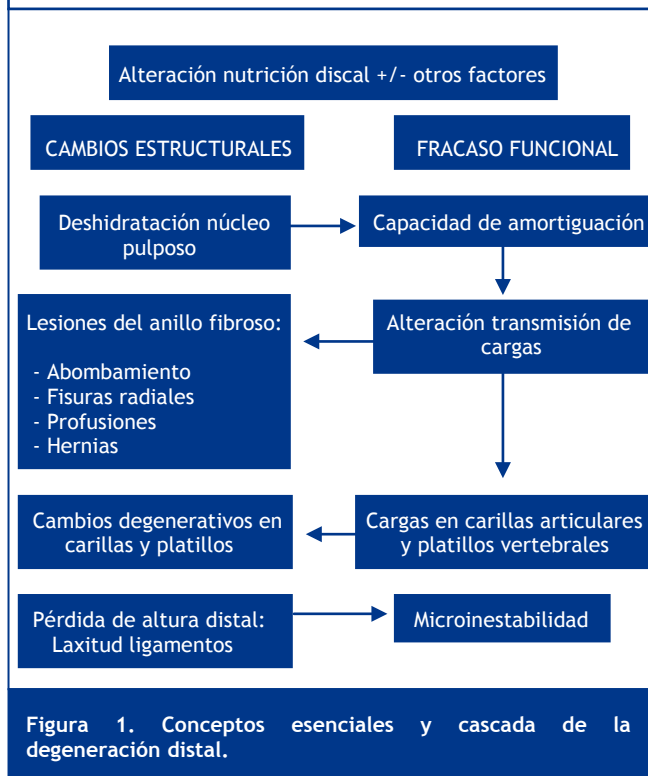 Alteración nutrición discal +/- otros factores
CAMBIOS ESTRUCTURALES
FRACASO FUNCIONAL
Deshidratación núcleo
pulposo
Capacidad de amortiguación
Lesiones del anillo fibroso:
- Abombamiento
- Fisuras radiales
- Profusiones
- Hernias
Alteración transmisión de
cargas
Cambios degenerativos en
carillas y platillos
Cargas en carillas articulares
y platillos vertebrales
Pérdida de altura distal:
Laxitud ligamentos
Microinestabilidad
Figura 1. Conceptos esenciales y cascada de la
degeneración distal.